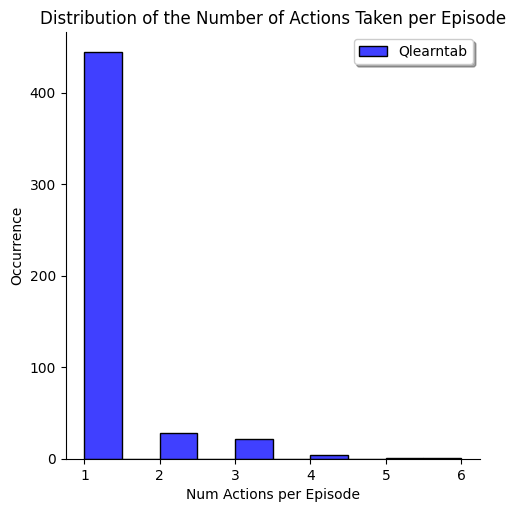 Distribution of the Number of Actions Taken per Episode
Qlearntab
400
300
200
100
0
Occurrence
1 2 3 4 5 6
Num Actions per Episode